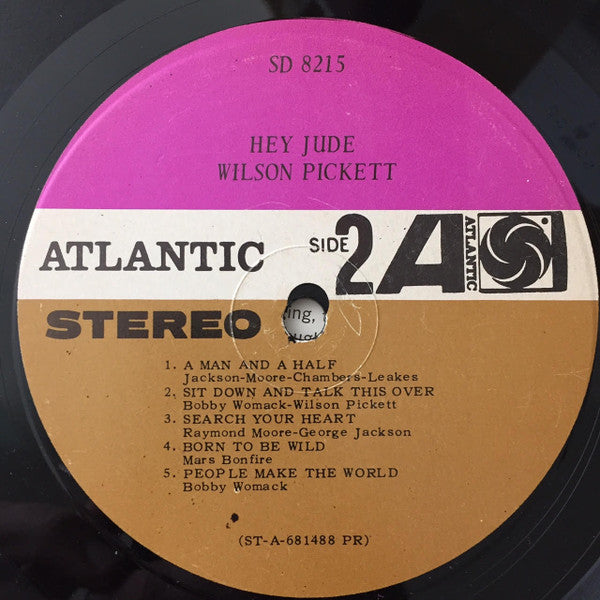 SD 8215
HEY JUDE
WILSON PICKETT
ATLANTIC SIDE 2 A ATLANTIC
STEREO
ing,
1. A MAN AND A HALF
Jackson-Moore-Chambers-Leakes
2. SIT DOWN AND TALK THIS OVER
Bobby Womack-Wilson Pickett
3. SEARCH YOUR HEART
Raymond Moore-George Jackson
4. BORN TO BE WILD
Mars Bonfire
5. PEOPLE MAKE THE WORLD
Bobby Womack
(ST-A-681488 PR)